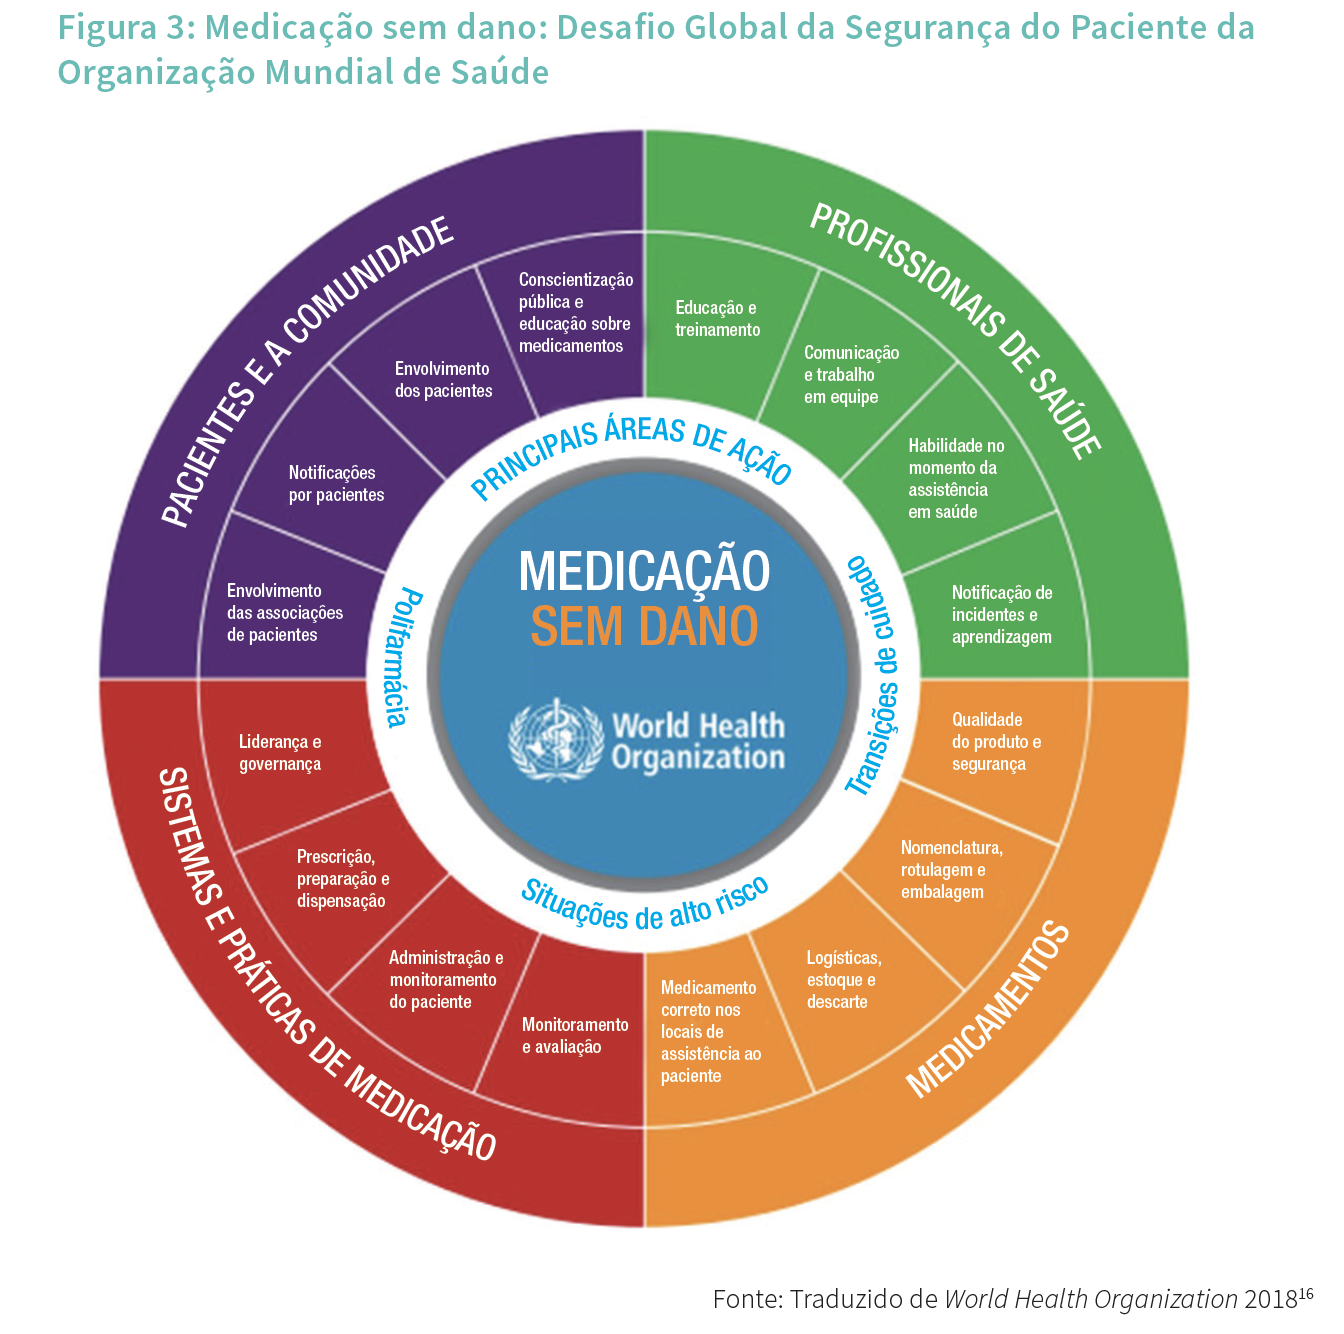 Figura 3: Medicação sem dano: Desafio Global da Segurança do Paciente da
Organização Mundial de Saúde
PACIENTES E A COMUNIDADE
Conscientização
pública e
educação sobre
medicamentos
Envolvimento
dos pacientes
Notificações
por pacientes
Envolvimento
das associações
de pacientes
PROFISSIONAIS DE SAÚDE
Educação e
treinamento
Comunicação
e trabalho
em equipe
Habilidade no
momento da
assistência
em saúde
Notificação de
incidentes e
aprendizagem
PRINCIPAIS ÁREAS DE AÇÃO
Polifarmácia
Transições de cuidado
Situações de alto risco
MEDICAÇÃO
SEM DANO
World Health
Organization
SISTEMAS E PRÁTICAS DE MEDICAÇÃO
Liderança e
governança
Prescrição,
preparação e
dispensação
Administração e
monitoramento
do paciente
Monitoramento
e avaliação
MEDICAMENTOS
Qualidade
do produto e
segurança
Nomenclatura,
rotulagem e
embalagem
Logísticas,
estoque e
descarte
Medicamento
correto nos
locais de
assistência ao
paciente
Fonte: Traduzido de World Health Organization 2018¹⁶